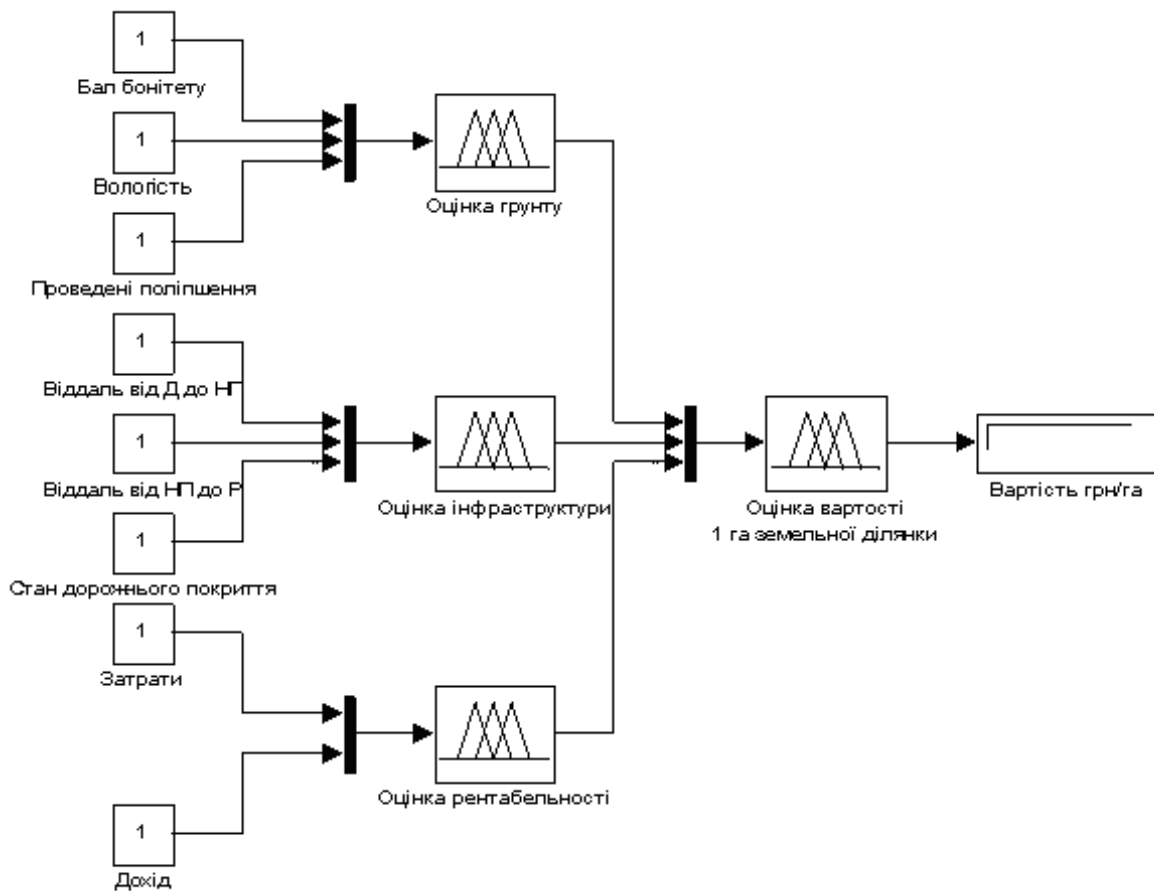 1
Бал бонітету
1
Вологість
1
Проведені поліпшення
Оцінка грунту
1
Віддаль від Д до НП
1
Віддаль від НП до Р
1
Стан дорожнього покриття
Оцінка інфраструктури
Оцінка вартості
1 га земельної ділянки
Вартість грн/га
1
Затрати
Оцінка рентабельності
1
Дохід